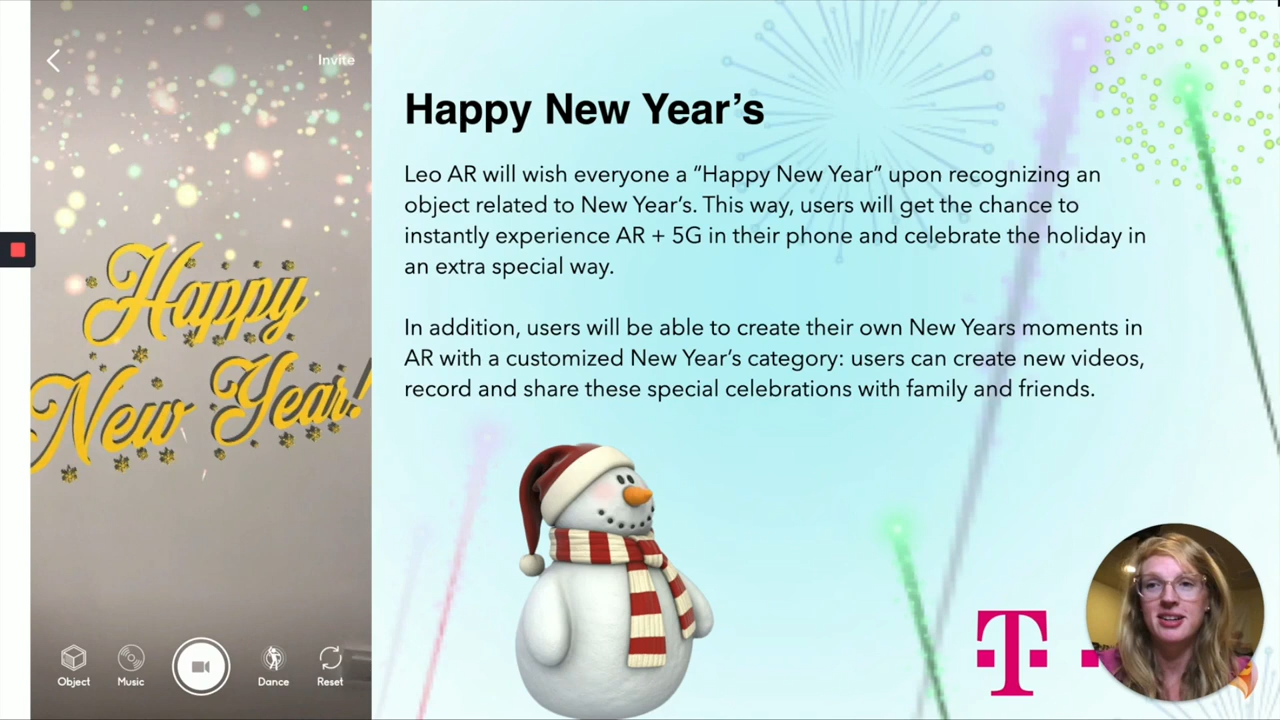 Invite
Happy
New Year!
Object
Music
Dance
Reset
Happy New Year’s
Leo AR will wish everyone a “Happy New Year” upon recognizing an
object related to New Year’s. This way, users will get the chance to
instantly experience AR + 5G in their phone and celebrate the holiday in
an extra special way.
In addition, users will be able to create their own New Years moments in
AR with a customized New Year’s category: users can create new videos,
record and share these special celebrations with family and friends.
T